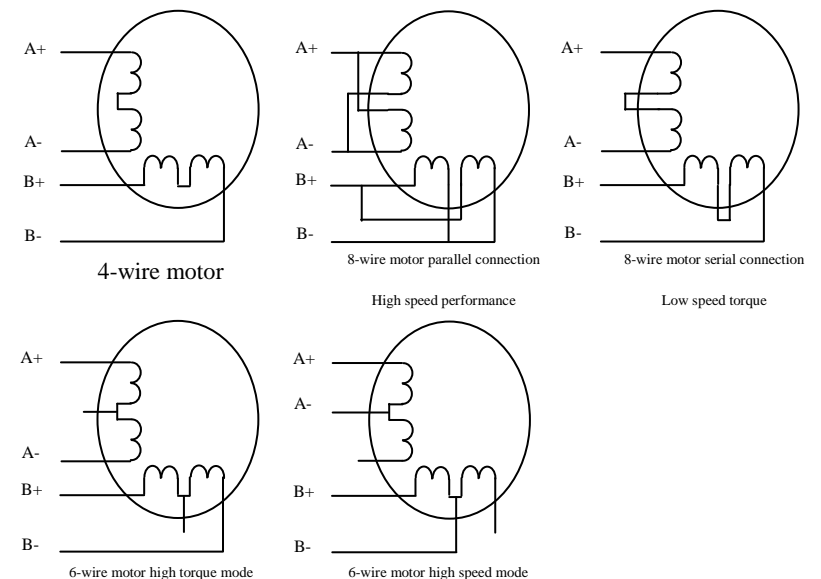 A+
A-
B+
B-
4-wire motor
A+
A-
B+
B-
8-wire motor parallel connection
High speed performance
A+
A-
B+
B-
8-wire motor serial connection
Low speed torque
A+
A-
B+
B-
6-wire motor high torque mode
A+
A-
B+
B-
6-wire motor high speed mode